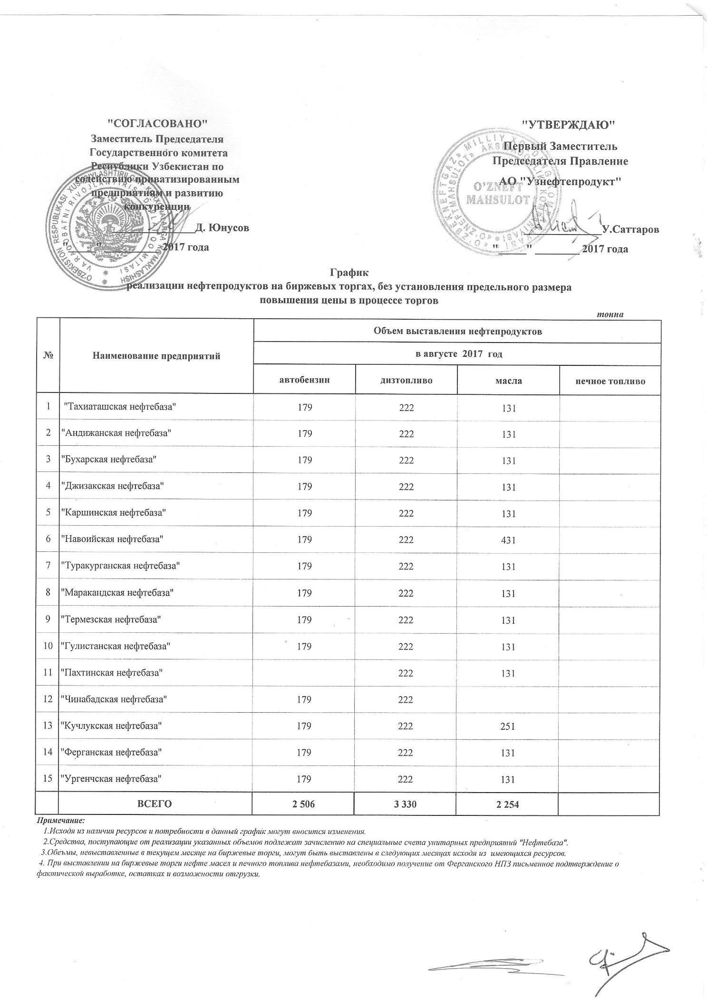 "СОГЛАСОВАНО"
Заместитель Председателя
Государственного комитета
Республики Узбекистан по
содействию приватизированным
предприятиям и развитию
конкуренции
Д. Юнусов
"_____" __________ 2017 года
"УТВЕРЖДАЮ"
Первый Заместитель
Председателя Правление
АО "Узнефтепродукт"
O'ZNEFT
MAHSULOT
У.Саттаров
"_____" ________ 2017 года
График
реализации нефтепродуктов на биржевых торгах, без установления предельного размера
повышения цены в процессе торгов
тонна
№ Наименование предприятий Объем выставления нефтепродуктов
в августе 2017 год
автобензин дизтопливо масла печное топливо
1 "Тахиаташская нефтебаза" 179 222 131
2 "Андижанская нефтебаза" 179 222 131
3 "Бухарская нефтебаза" 179 222 131
4 "Джизакская нефтебаза" 179 222 131
5 "Каршинская нефтебаза" 179 222 131
6 "Навоийская нефтебаза" 179 222 431
7 "Туракурганская нефтебаза" 179 222 131
8 "Маракандская нефтебаза" 179 222 131
9 "Термезская нефтебаза" 179 222 131
10 "Гулистанская нефтебаза" 179 222 131
11 "Пахтинская нефтебаза" 222 131
12 "Чинабадская нефтебаза" 179 222
13 "Кучлукская нефтебаза" 179 222 251
14 "Ферганская нефтебаза" 179 222 131
15 "Ургенчская нефтебаза" 179 222 131
ВСЕГО 2 506 3 330 2 254
Примечание:
1.Исходя из наличия ресурсов и потребности в данный график могут вносится изменения.
2.Средства, поступающие от реализации указанных объемов подлежат зачислению на специальные счета унитарных предприятий "Нефтебаза".
3.Обеъмы, невыставленные в текущем месяце на биржевые торги, могут быть выставлены в следующих месяцах исходя из имеющихся ресурсов.
4. При выставлении на биржевые торги нефте масел и печного топлива нефтебазами, необходимо получение от Ферганского НПЗ письменное подтверждение о
фактической выработке, остатках и возможности отгрузки.